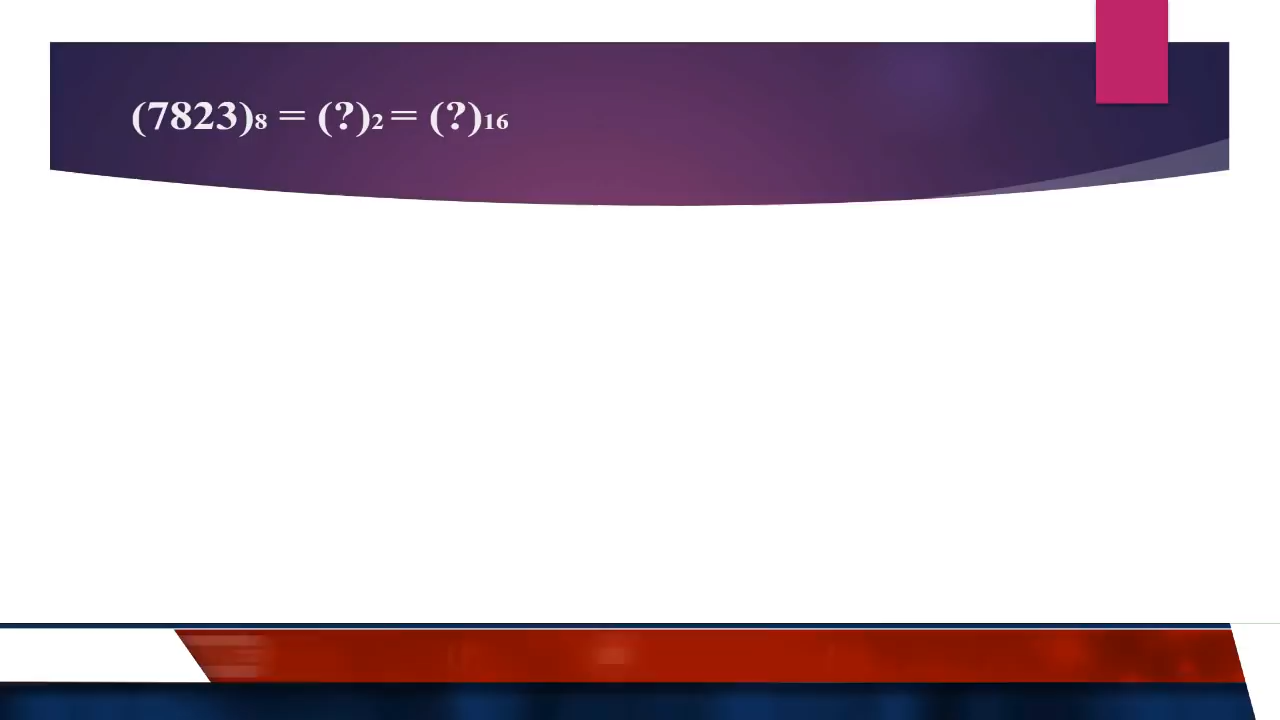 (7823)₈ = (?)₂ = (?)₁₆